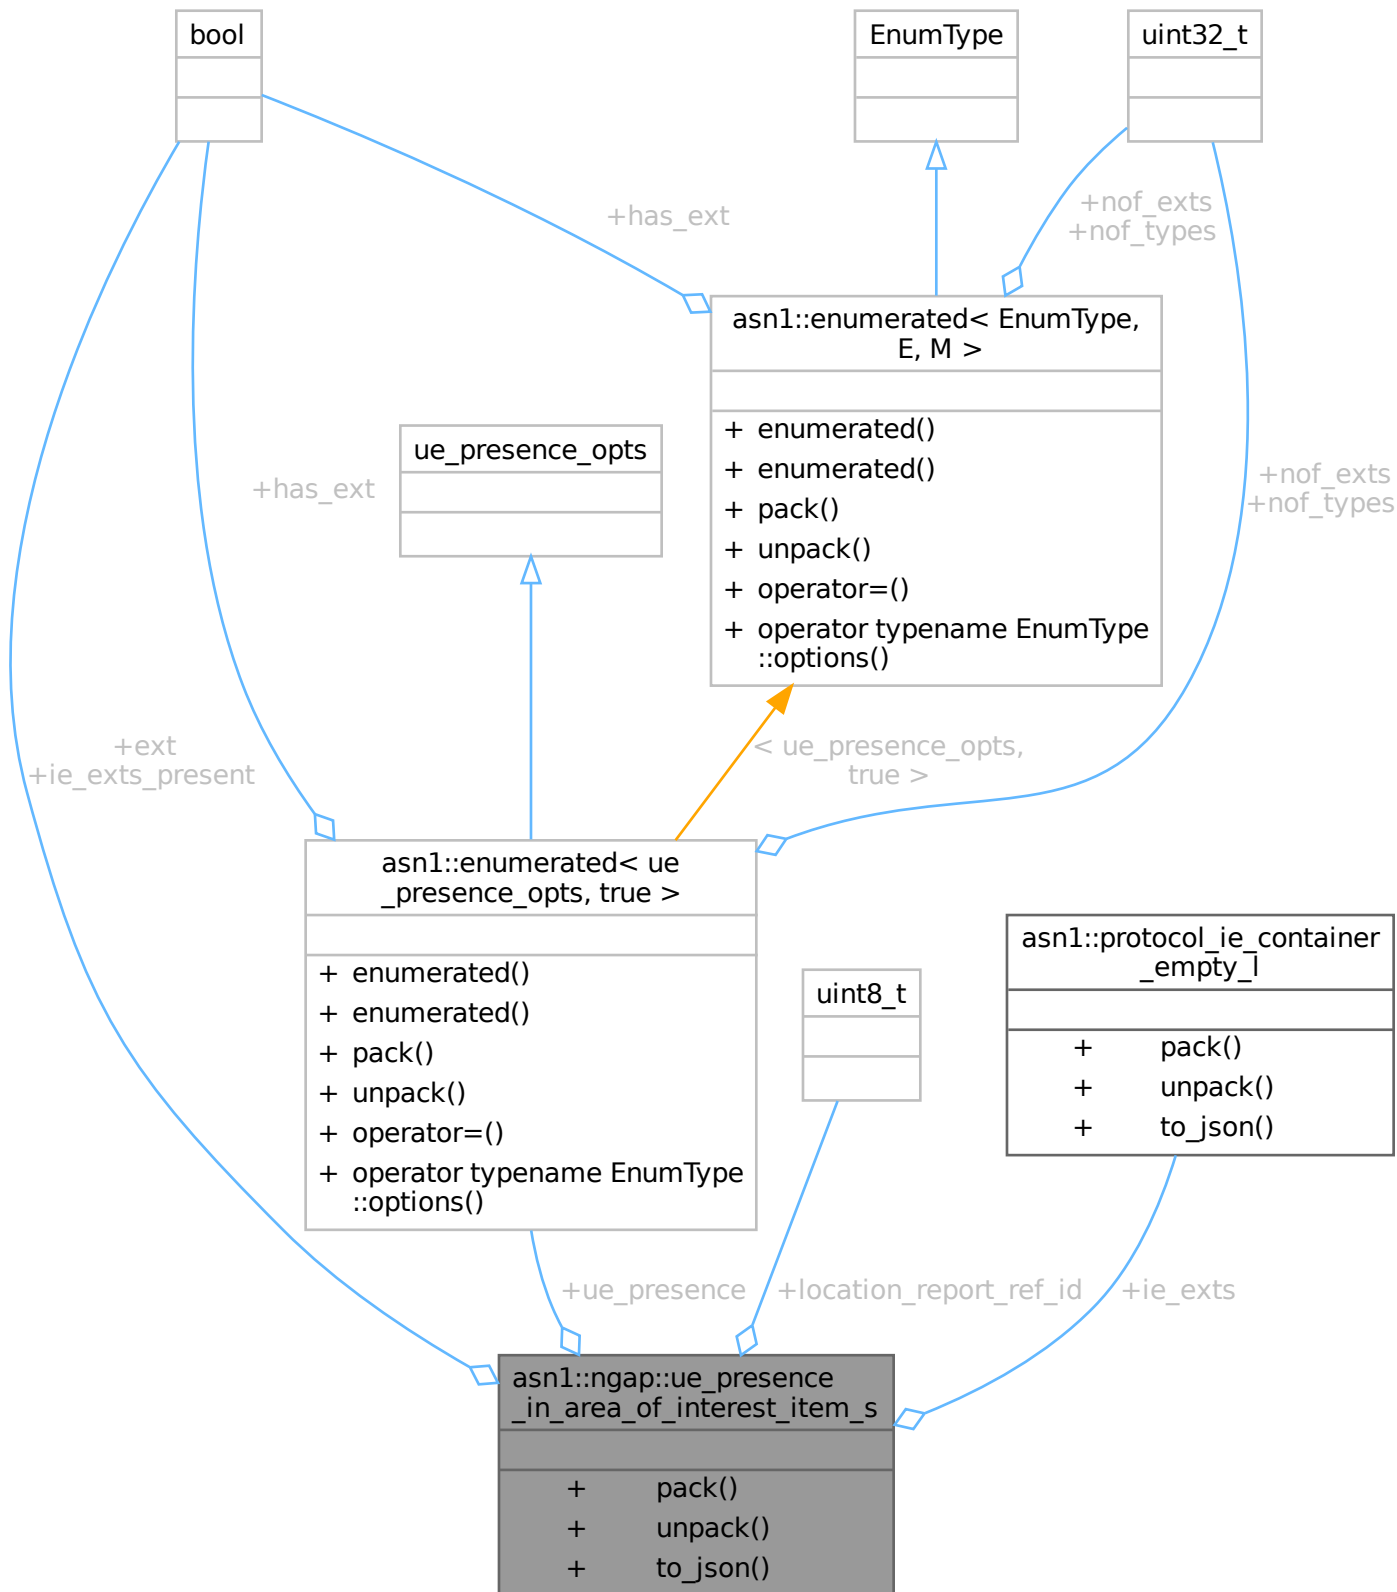 bool
EnumType
uint32_t
+has_ext
+nof_exts
+nof_types
asn1::enumerated< EnumType,
E, M >
+ enumerated()
+ enumerated()
+ pack()
+ unpack()
+ operator=()
+ operator typename EnumType
::options()
ue_presence_opts
+has_ext
+nof_exts
+nof_types
+ext
+ie_exts_present
< ue_presence_opts,
true >
asn1::enumerated< ue
_presence_opts, true >
+ enumerated()
+ enumerated()
+ pack()
+ unpack()
+ operator=()
+ operator typename EnumType
::options()
uint8_t
asn1::protocol_ie_container
_empty_l
+ pack()
+ unpack()
+ to_json()
+ue_presence
+location_report_ref_id
+ie_exts
asn1::ngap::ue_presence
_in_area_of_interest_item_s
+ pack()
+ unpack()
+ to_json()